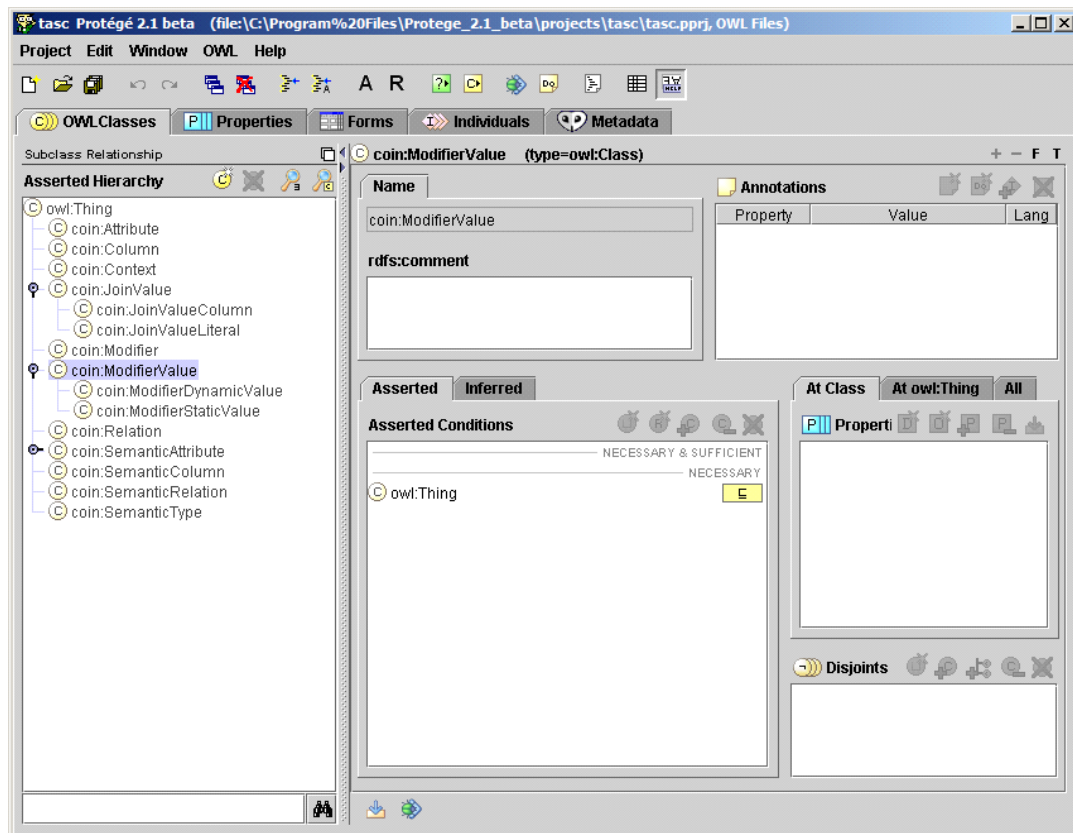 tasc Protégé 2.1 beta (file:\C:\Program%20Files\Protege_2.1_beta\projects\tasc\tasc.pprj, OWL Files)
Project Edit Window OWL Help
A R
OWLClasses Properties Forms Individuals Metadata
Subclass Relationship
coin:ModifierValue (type=owl:Class)
+ − F T
Asserted Hierarchy
Name
Annotations
Property Value Lang
owl:Thing
coin:Attribute
coin:Column
coin:Context
coin:JoinValue
coin:JoinValueColumn
coin:JoinValueLiteral
coin:Modifier
coin:ModifierValue
coin:ModifierDynamicValue
coin:ModifierStaticValue
coin:Relation
coin:SemanticAttribute
coin:SemanticColumn
coin:SemanticRelation
coin:SemanticType
coin:ModifierValue
rdfs:comment
Asserted Inferred
Asserted Conditions
NECESSARY & SUFFICIENT
NECESSARY
owl:Thing ⊑
At Class At owl:Thing All
Properti
Disjoints